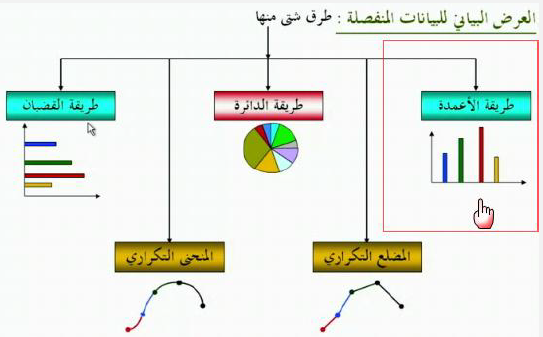 العرض البياني للبيانات المنفصلة : طرق شتى منها :
طريقة الأعمدة
طريقة الدائرة
طريقة القضبان
المضلع التكراري
المنحنى التكراري